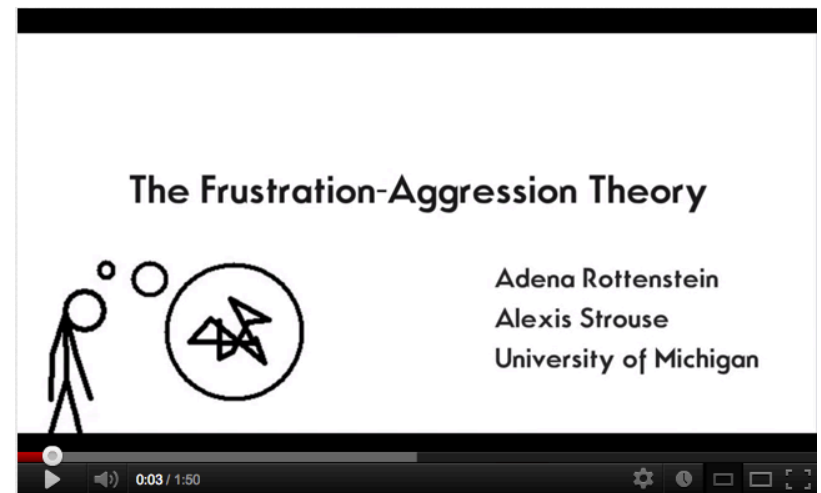 The Frustration-Aggression Theory
Adena Rottenstein
Alexis Strouse
University of Michigan
0:03 / 1:50